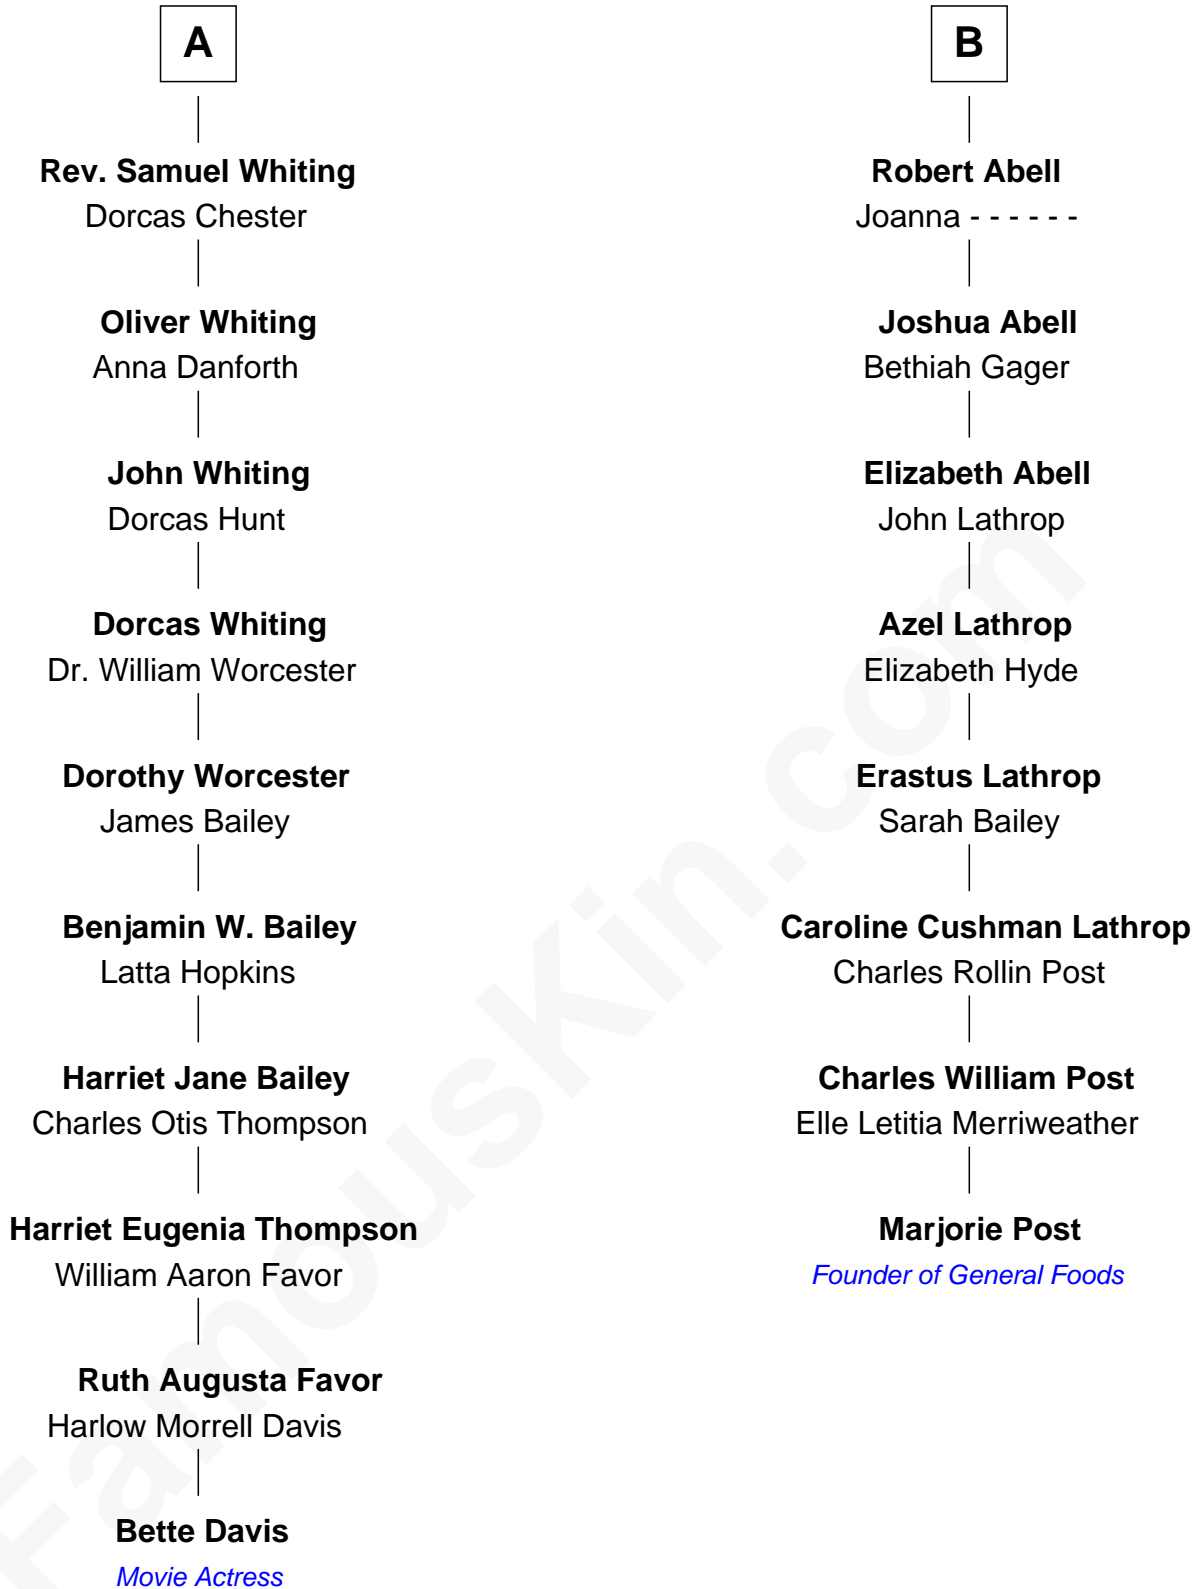 A
Rev. Samuel Whiting
Dorcas Chester
Oliver Whiting
Anna Danforth
John Whiting
Dorcas Hunt
Dorcas Whiting
Dr. William Worcester
Dorothy Worcester
James Bailey
Benjamin W. Bailey
Latta Hopkins
Harriet Jane Bailey
Charles Otis Thompson
Harriet Eugenia Thompson
William Aaron Favor
Ruth Augusta Favor
Harlow Morrell Davis
Bette Davis
Movie Actress
B
Robert Abell
Joanna - - - - - -
Joshua Abell
Bethiah Gager
Elizabeth Abell
John Lathrop
Azel Lathrop
Elizabeth Hyde
Erastus Lathrop
Sarah Bailey
Caroline Cushman Lathrop
Charles Rollin Post
Charles William Post
Elle Letitia Merriweather
Marjorie Post
Founder of General Foods
FamousKin.com